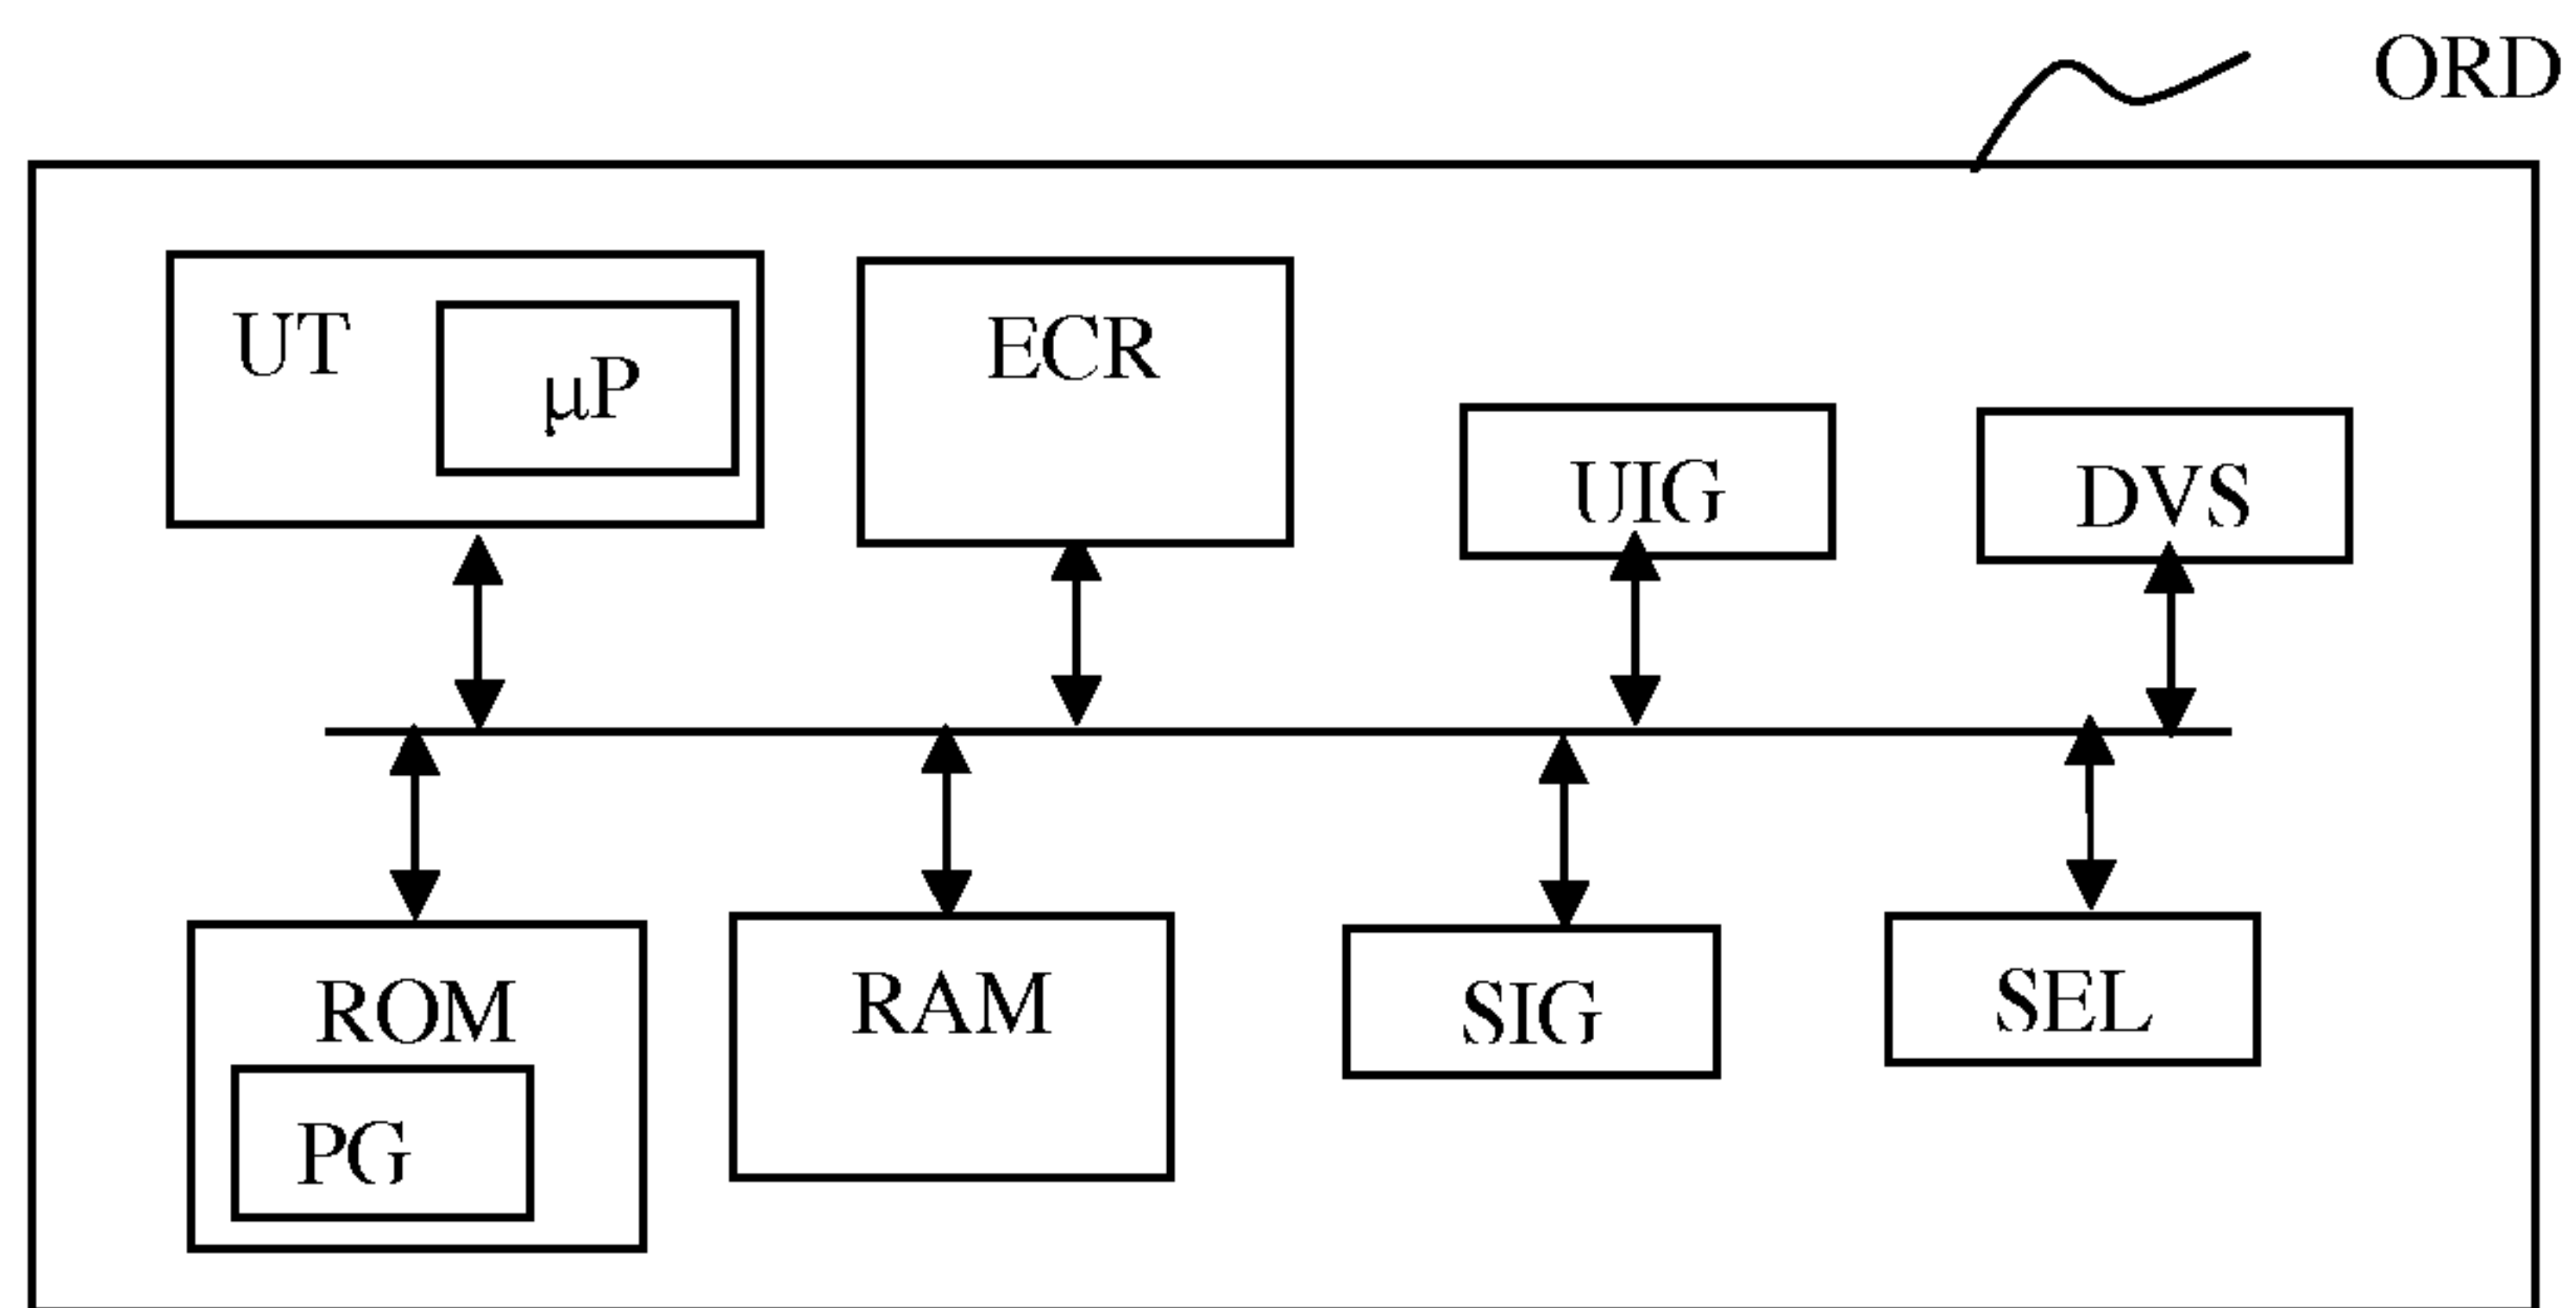 ORD
UT
μP
ECR
UIG
DVS
ROM
PG
RAM
SIG
SEL